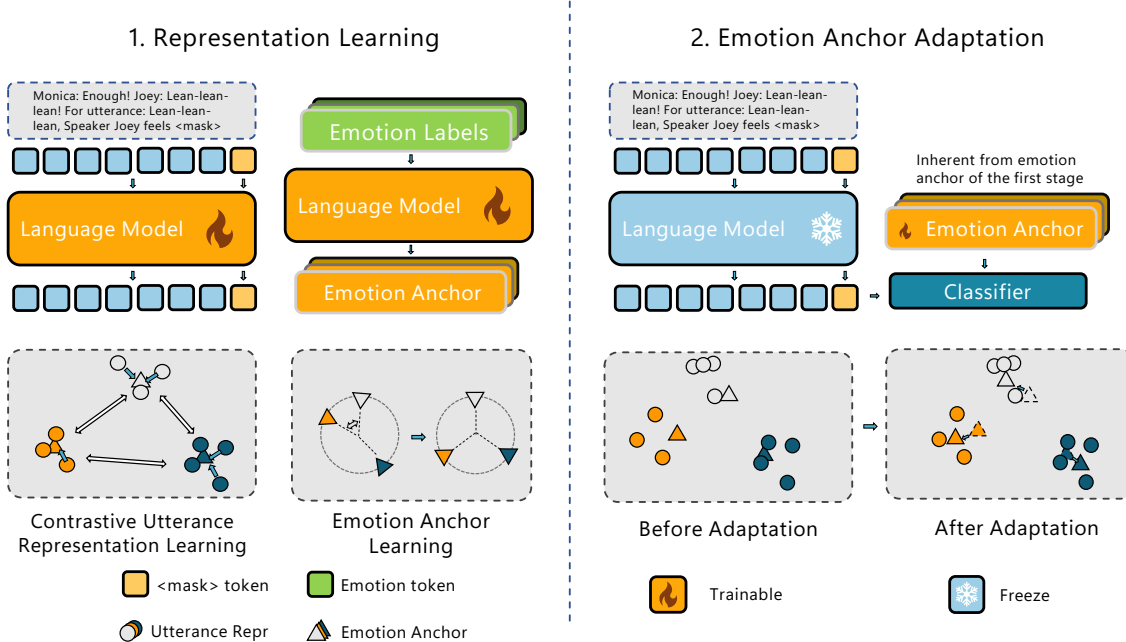 1. Representation Learning
Monica: Enough! Joey: Lean-lean-
lean! For utterance: Lean-lean-
lean, Speaker Joey feels <mask>
Emotion Labels
Language Model
Language Model
Emotion Anchor
Contrastive Utterance
Representation Learning
Emotion Anchor
Learning
2. Emotion Anchor Adaptation
Monica: Enough! Joey: Lean-lean-
lean! For utterance: Lean-lean-
lean, Speaker Joey feels <mask>
Inherent from emotion
anchor of the first stage
Language Model
Emotion Anchor
Classifier
Before Adaptation
After Adaptation
<mask> token
Emotion token
Utterance Repr
Emotion Anchor
Trainable
Freeze